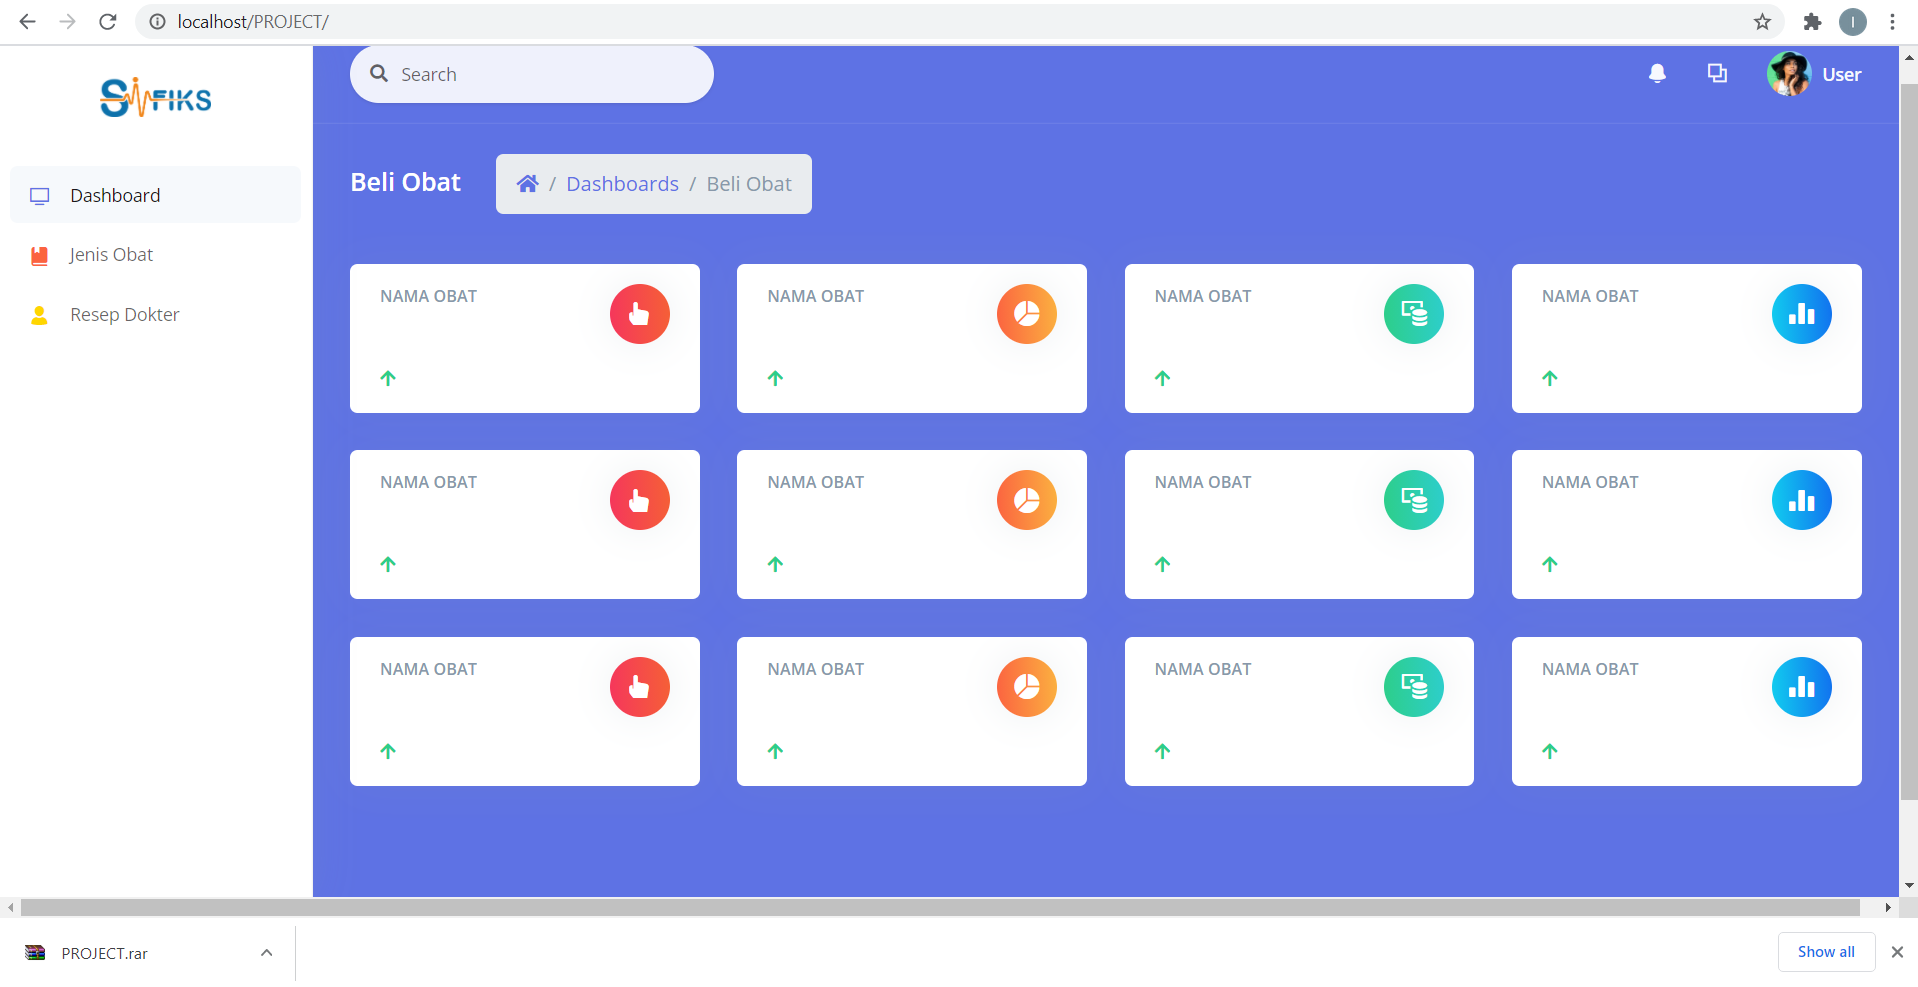 localhost/PROJECT/
I
SiFIKS
Search
User
Dashboard
Jenis Obat
Resep Dokter
Beli Obat
/ Dashboards / Beli Obat
NAMA OBAT
NAMA OBAT
NAMA OBAT
NAMA OBAT
NAMA OBAT
NAMA OBAT
NAMA OBAT
NAMA OBAT
NAMA OBAT
NAMA OBAT
NAMA OBAT
NAMA OBAT
PROJECT.rar
Show all